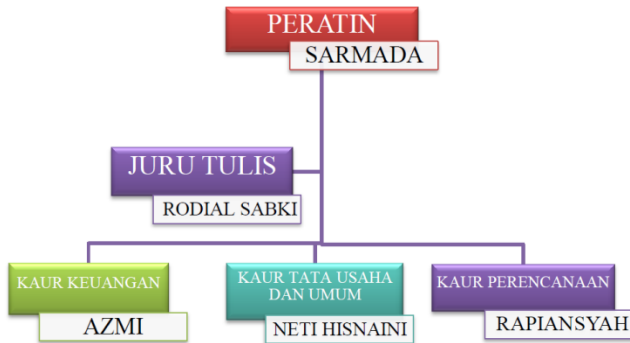 PERATIN
SARMADA
JURU TULIS
RODIAL SABKI
KAUR KEUANGAN
AZMI
KAUR TATA USAHA
DAN UMUM
NETI HISNAINI
KAUR PERENCANAAN
RAPIANSYAH